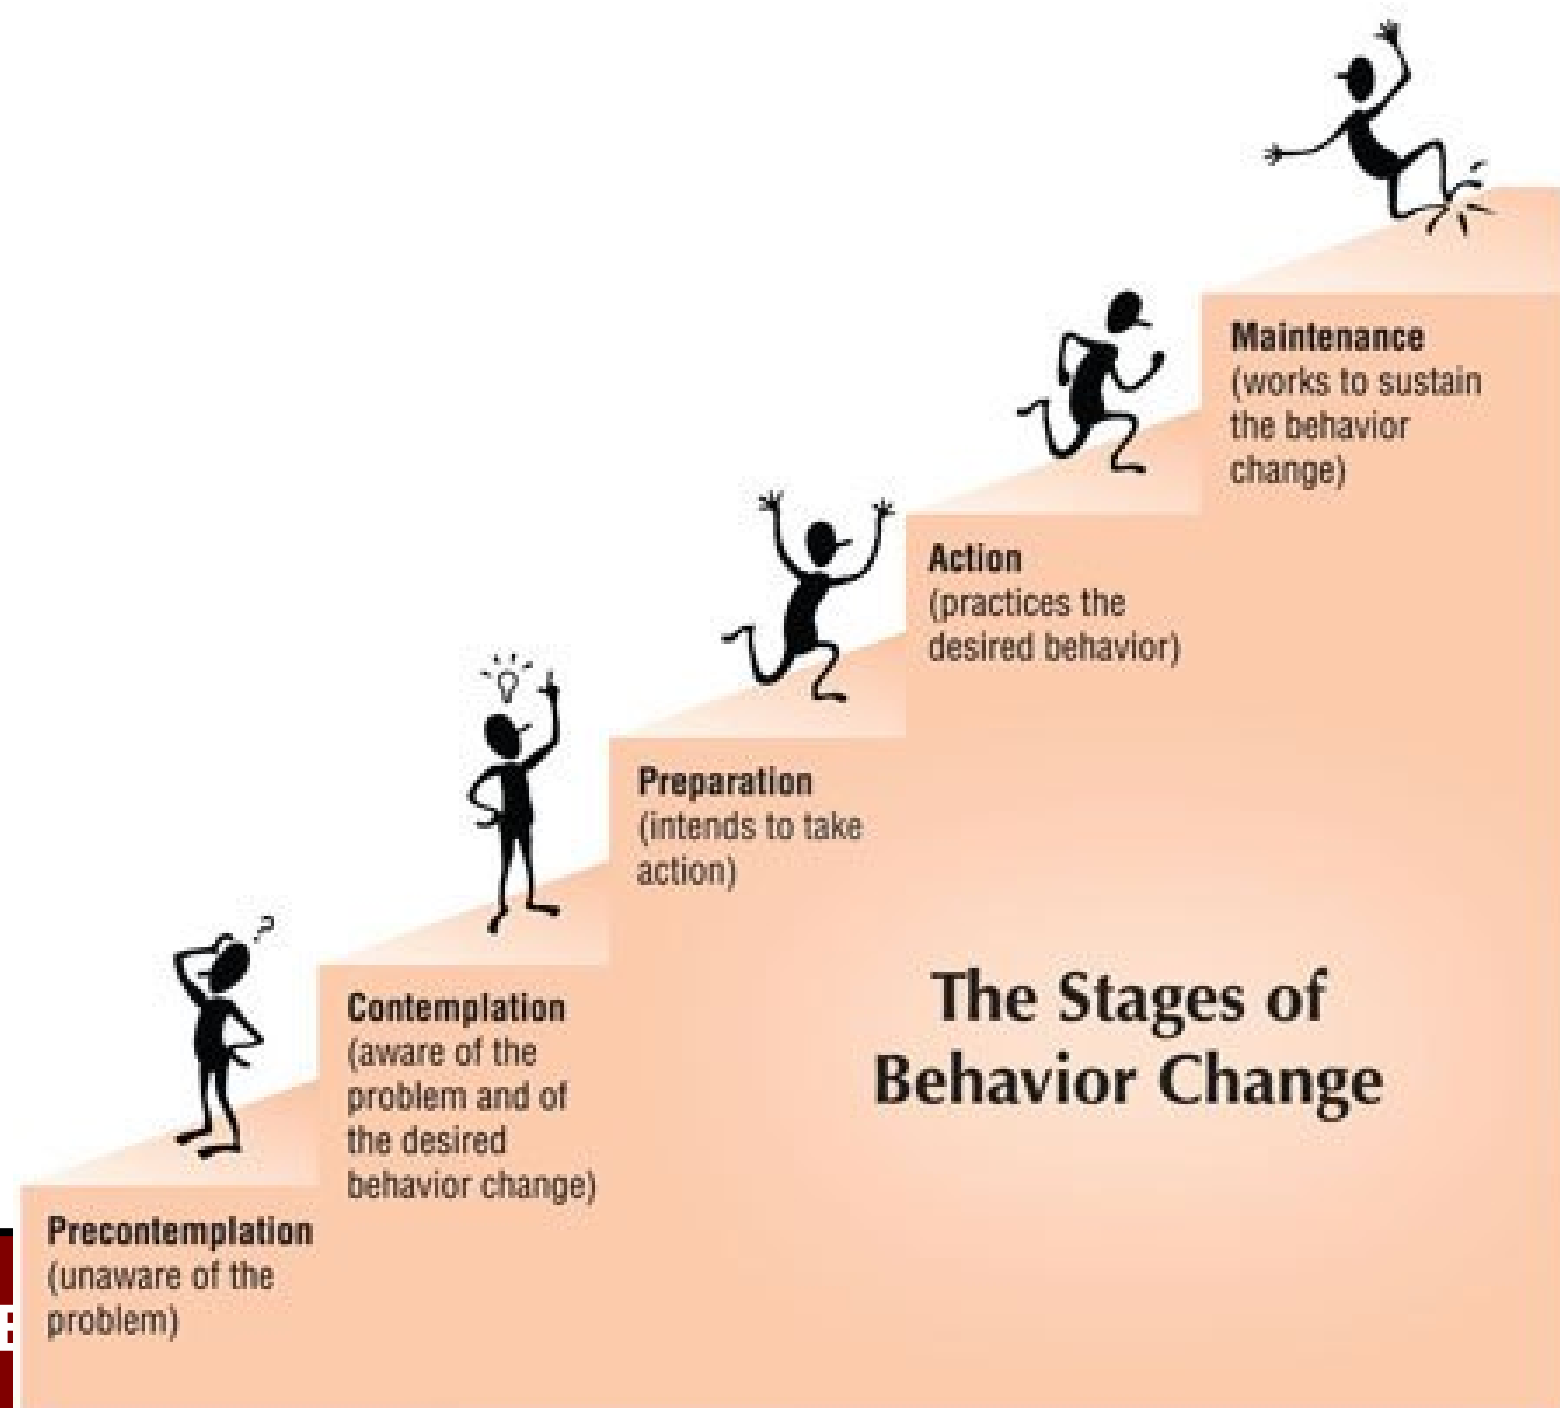 Maintenance
(works to sustain
the behavior
change)
Action
(practices the
desired behavior)
Preparation
(intends to take
action)
Contemplation
(aware of the
problem and of
the desired
behavior change)
Precontemplation
(unaware of the
problem)
The Stages of
Behavior Change
?